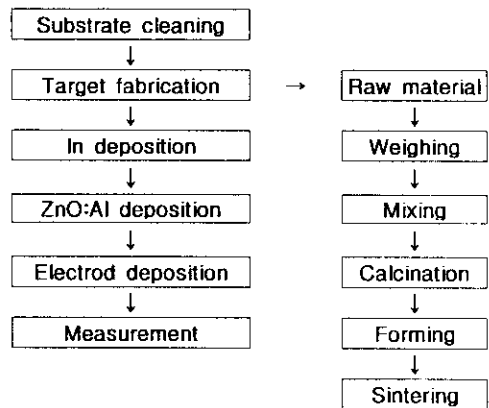 Substrate cleaning
Target fabrication → Raw material
In deposition
Weighing
ZnO:Al deposition
Mixing
Electrod deposition
Calcination
Measurement
Forming
Sintering